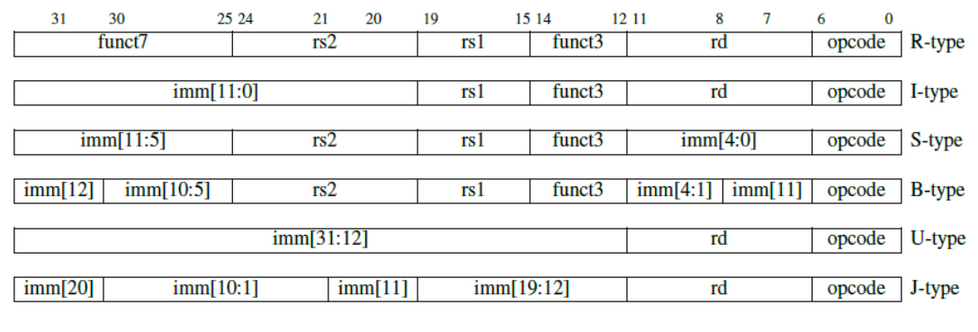 31 30 25 24 21 20 19 15 14 12 11 8 7 6 0
funct7 rs2 rs1 funct3 rd opcode R-type
imm[11:0] rs1 funct3 rd opcode I-type
imm[11:5] rs2 rs1 funct3 imm[4:0] opcode S-type
imm[12] imm[10:5] rs2 rs1 funct3 imm[4:1] imm[11] opcode B-type
imm[31:12] rd opcode U-type
imm[20] imm[10:1] imm[11] imm[19:12] rd opcode J-type